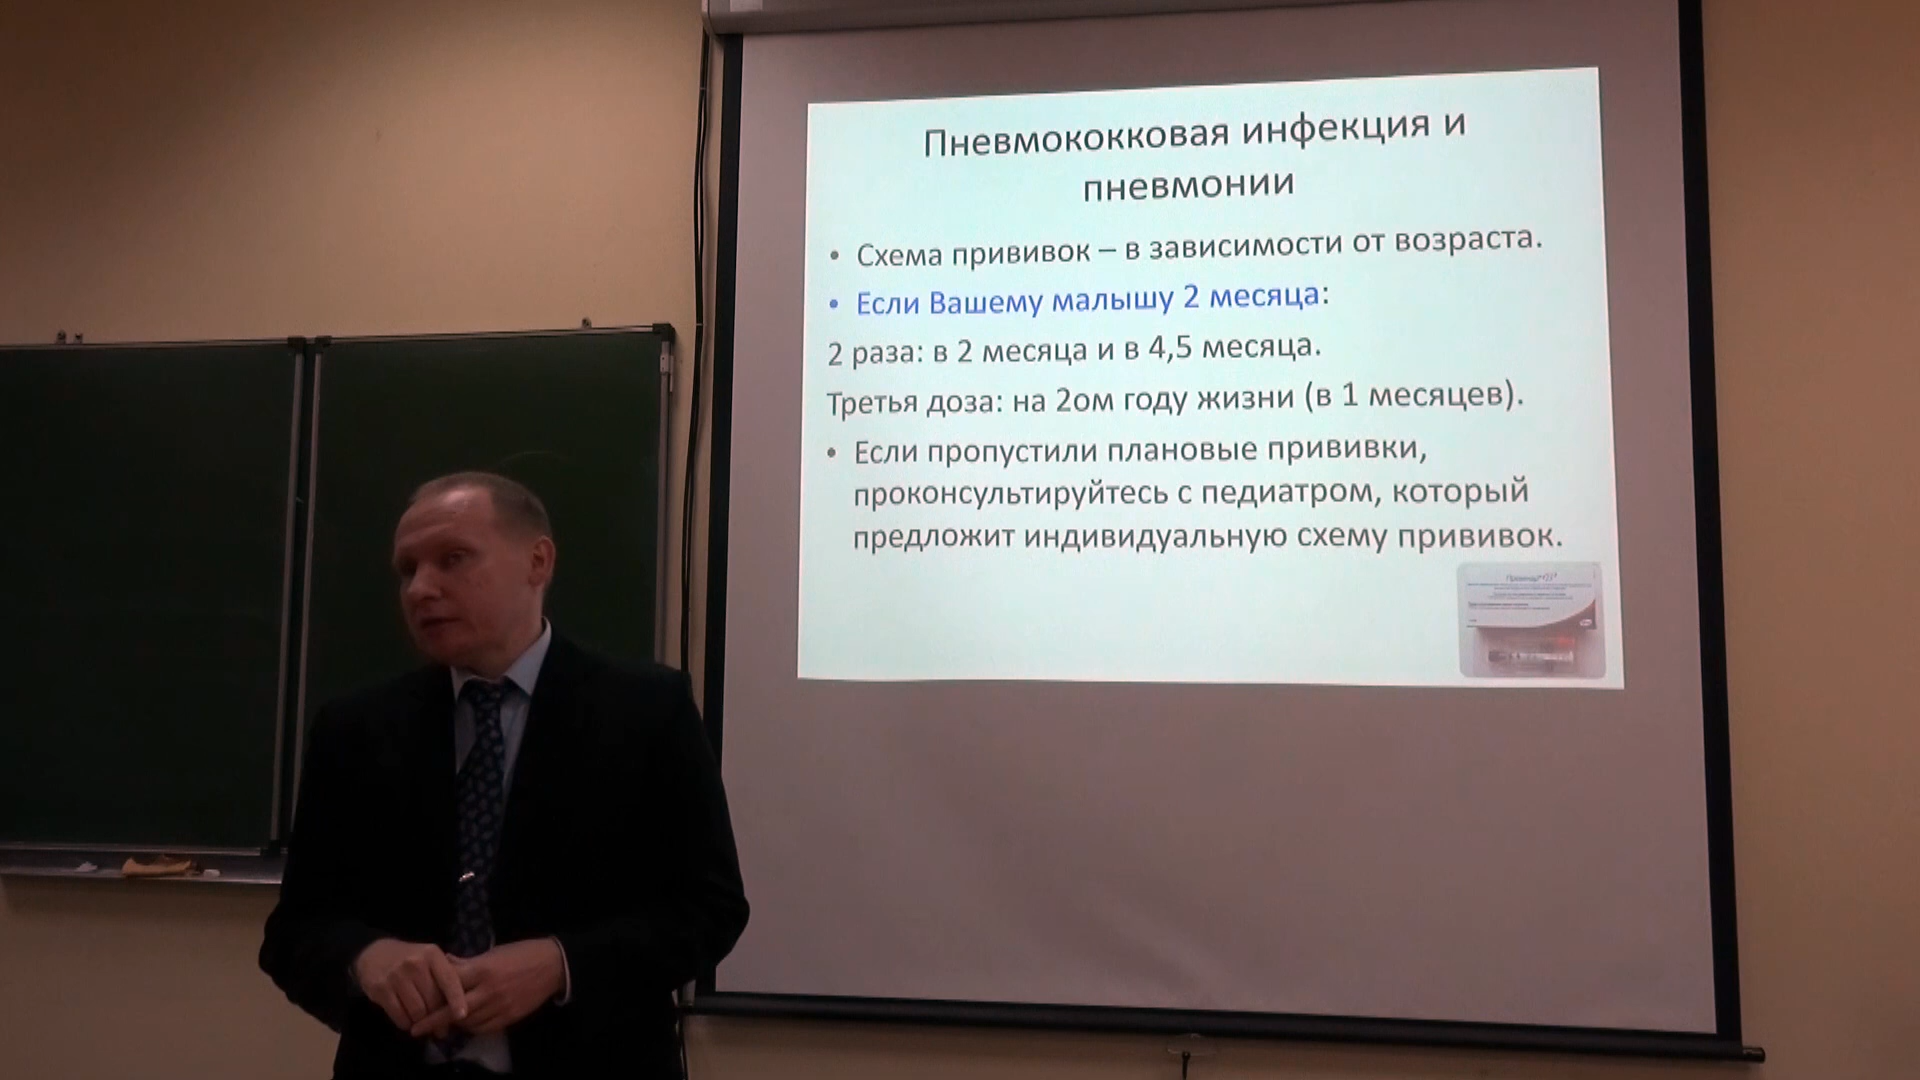 Пневмококковая инфекция и
пневмонии
• Схема прививок – в зависимости от возраста.
• Если Вашему малышу 2 месяца:
2 раза: в 2 месяца и в 4,5 месяца.
Третья доза: на 2ом году жизни (в 1 месяцев).
• Если пропустили плановые прививки,
проконсультируйтесь с педиатром, который
предложит индивидуальную схему прививок.